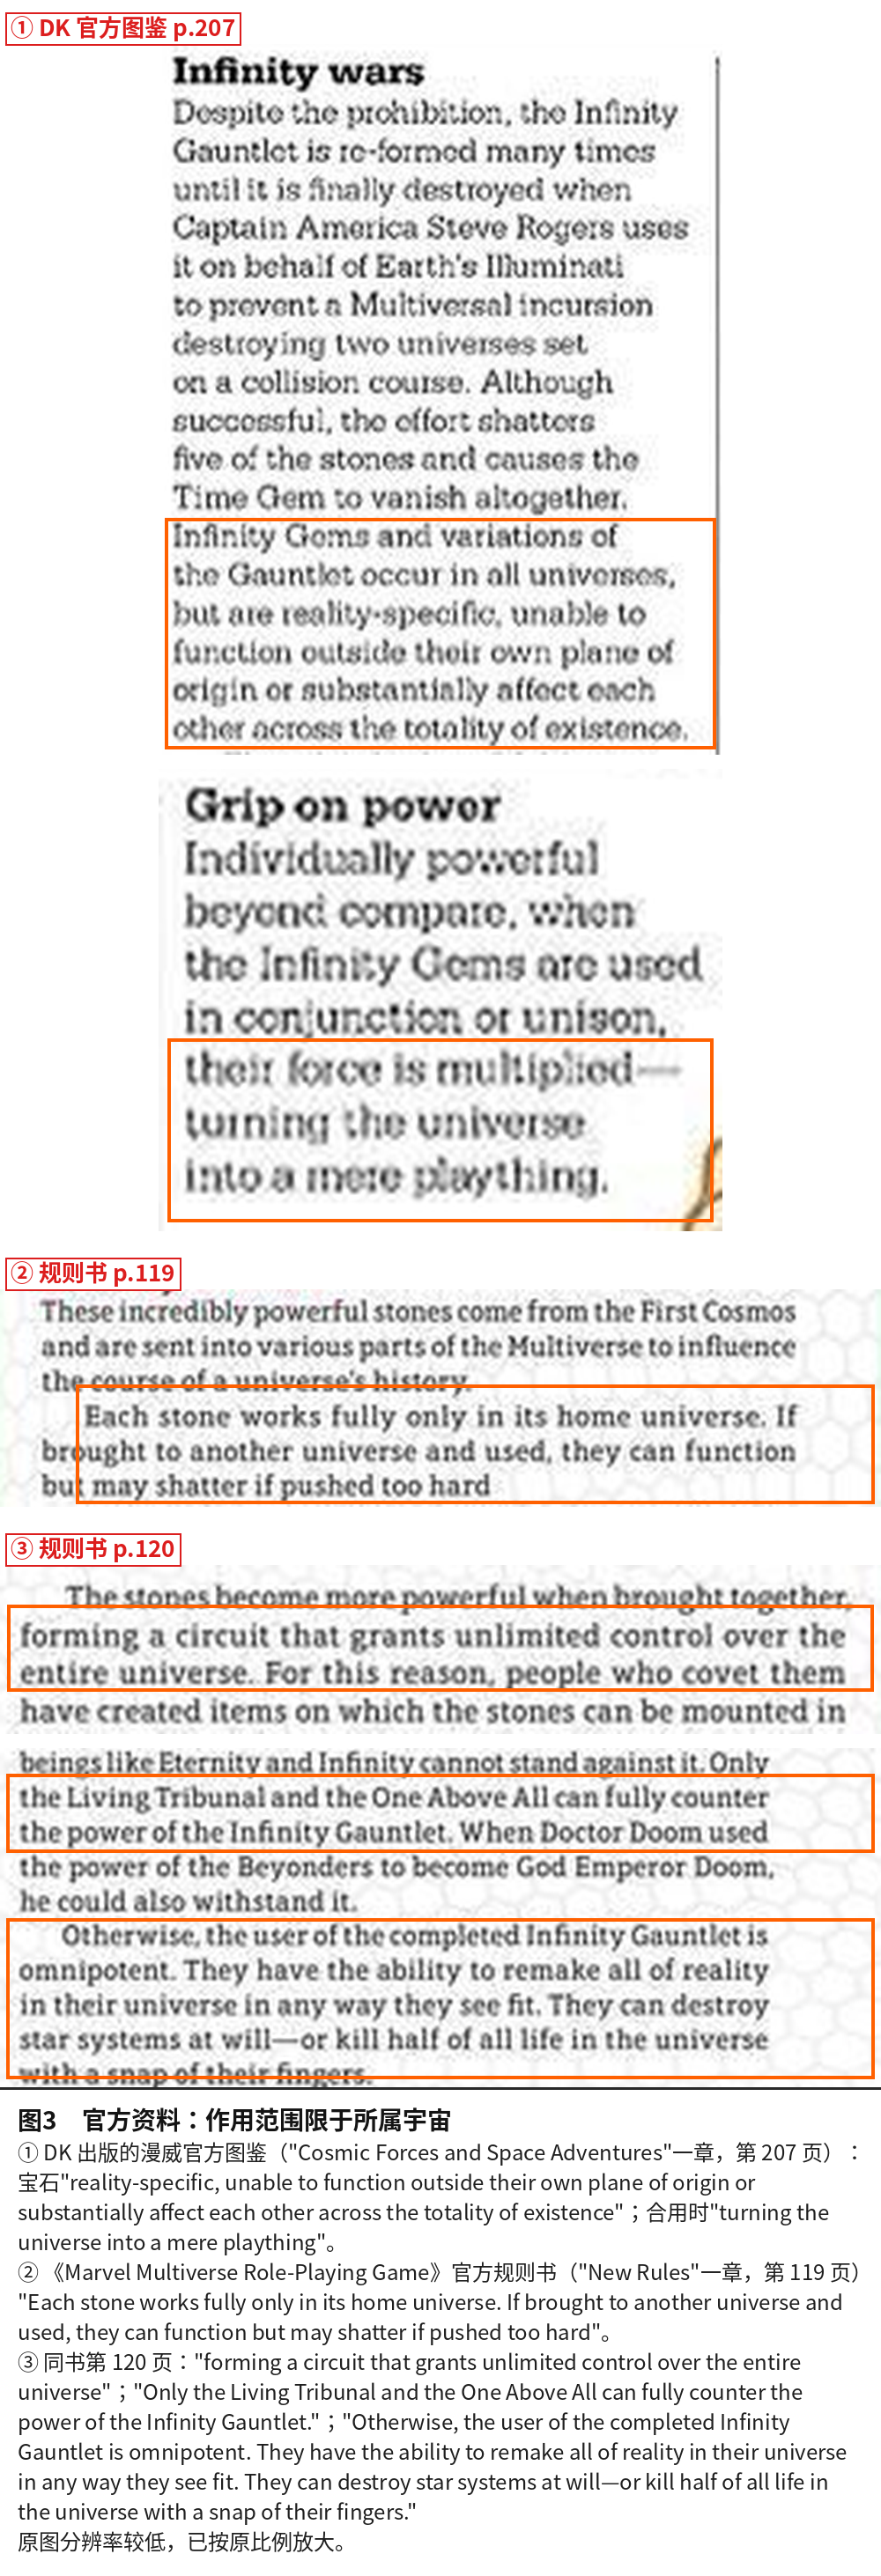 ① DK 官方图鉴 p.207
Infinity wars
Despite the prohibition, the Infinity
Gauntlet is re-formed many times
until it is finally destroyed when
Captain America Steve Rogers uses
it on behalf of Earth's Illuminati
to prevent a Multiversal incursion
destroying two universes set
on a collision course. Although
successful, the effort shatters
five of the stones and causes the
Time Gem to vanish altogether.
Infinity Gems and variations of
the Gauntlet occur in all universes,
but are reality-specific, unable to
function outside their own plane of
origin or substantially affect each
other across the totality of existence.
Grip on power
Individually powerful
beyond compare, when
the Infinity Gems are used
in conjunction or unison,
their force is multiplied—
turning the universe
into a mere plaything.
② 规则书 p.119
These incredibly powerful stones come from the First Cosmos
and are sent into various parts of the Multiverse to influence
the course of a universe's history.
Each stone works fully only in its home universe. If
brought to another universe and used, they can function
but may shatter if pushed too hard
③ 规则书 p.120
The stones become more powerful when brought together,
forming a circuit that grants unlimited control over the
entire universe. For this reason, people who covet them
have created items on which the stones can be mounted in
beings like Eternity and Infinity cannot stand against it. Only
the Living Tribunal and the One Above All can fully counter
the power of the Infinity Gauntlet. When Doctor Doom used
the power of the Beyonders to become God Emperor Doom,
he could also withstand it.
Otherwise, the user of the completed Infinity Gauntlet is
omnipotent. They have the ability to remake all of reality
in their universe in any way they see fit. They can destroy
star systems at will—or kill half of all life in the universe
with a snap of their fingers.
图3 官方资料：作用范围限于所属宇宙
① DK 出版的漫威官方图鉴（"Cosmic Forces and Space Adventures"一章，第 207 页）：
宝石"reality-specific, unable to function outside their own plane of origin or
substantially affect each other across the totality of existence"；合用时"turning the
universe into a mere plaything"。
② 《Marvel Multiverse Role-Playing Game》官方规则书（"New Rules"一章，第 119 页）
"Each stone works fully only in its home universe. If brought to another universe and
used, they can function but may shatter if pushed too hard"。
③ 同书第 120 页："forming a circuit that grants unlimited control over the entire
universe"；"Only the Living Tribunal and the One Above All can fully counter the
power of the Infinity Gauntlet."；"Otherwise, the user of the completed Infinity
Gauntlet is omnipotent. They have the ability to remake all of reality in their universe
in any way they see fit. They can destroy star systems at will—or kill half of all life in
the universe with a snap of their fingers."
原图分辨率较低，已按原比例放大。